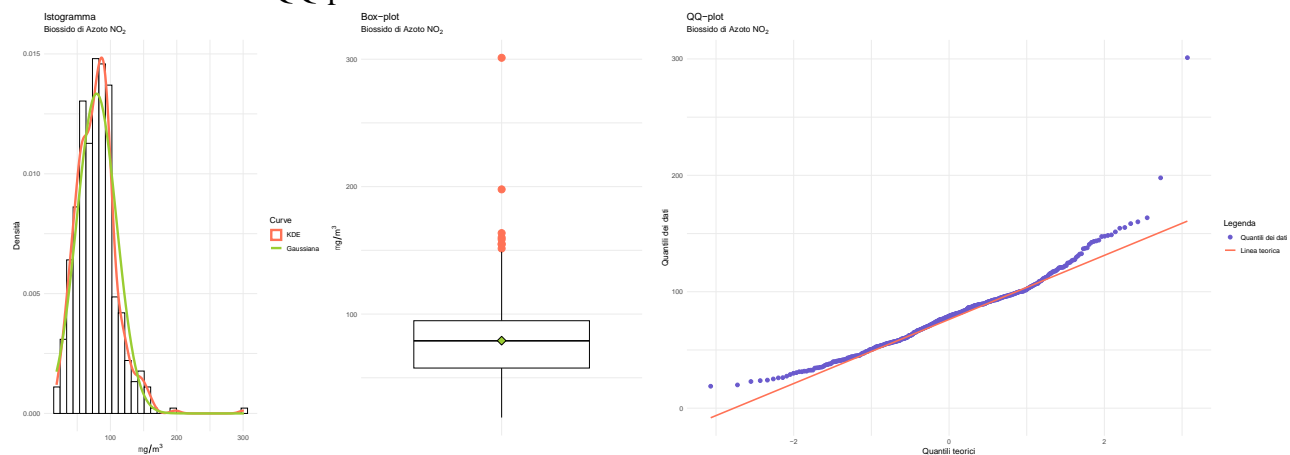 QQ-p
Istogramma
Biossido di Azoto NO₂
0.015
0.010
0.005
0.000
Densità
100
200
300
mg/m³
Curve
KDE
Gaussiana
Box−plot
Biossido di Azoto NO₂
300
200
100
mg/m³
QQ−plot
Biossido di Azoto NO₂
300
200
100
0
Quantili dei dati
−2
0
2
Quantili teorici
Legenda
Quantili dei dati
Linea teorica